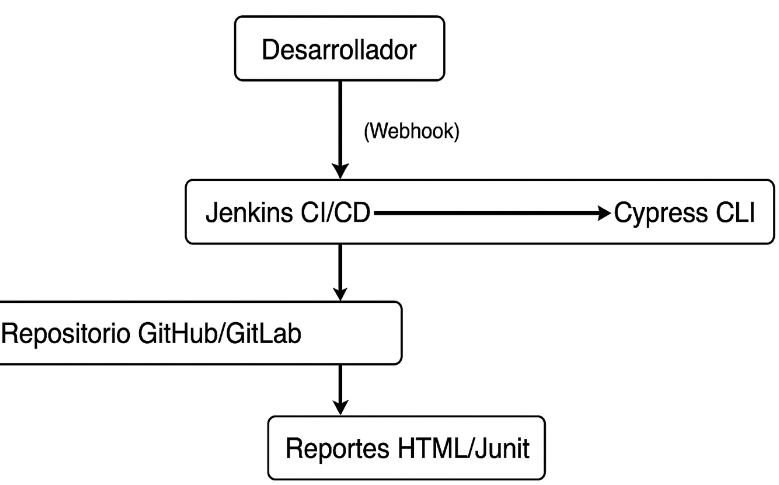 Desarrollador
(Webhook)
Jenkins CI/CD Cypress CLI
Repositorio GitHub/GitLab
Reportes HTML/Junit